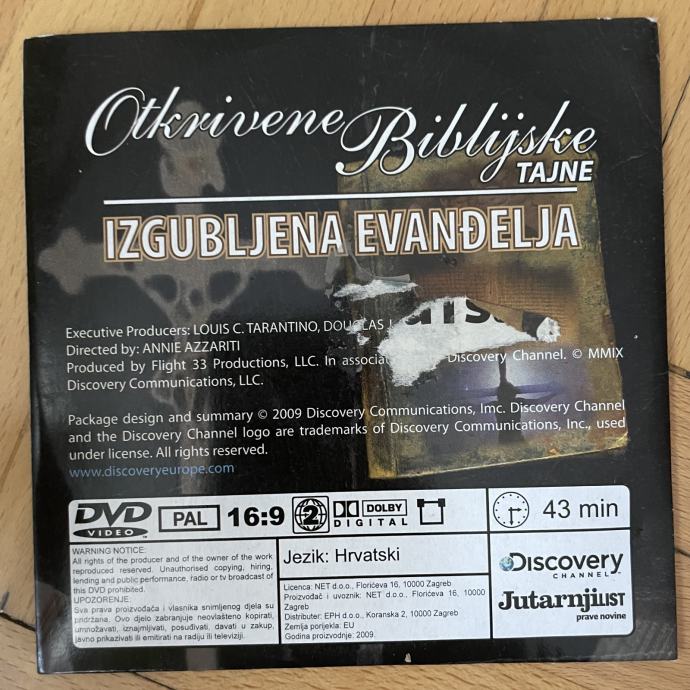 Otkrivene Biblijske
TAJNE
IZGUBLJENA EVANĐELJA
Executive Producers: LOUIS C. TARANTINO, DOUGLAS J.
Directed by: ANNIE AZZARITI
Produced by Flight 33 Productions, LLC. In associa Discovery Channel. © MMIX
Discovery Communications, LLC.
Package design and summary © 2009 Discovery Communications, Inc. Discovery Channel
and the Discovery Channel logo are trademarks of Discovery Communications, Inc., used
under license. All rights reserved.
www.discoveryeurope.com
DVD VIDEO PAL 16:9 2 DOLBY DIGITAL 43 min
WARNING NOTICE:
All rights of the producer and of the owner of the work
reproduced reserved. Unauthorised copying, hiring,
lending and public performance, radio or tv broadcast of
this DVD prohibited.
UPOZORENJE:
Sva prava proizvođača i vlasnika snimljenog djela su
pridržana. Ovo djelo zabranjuje neovlašteno kopirati,
umnožavati, iznajmljivati, posuđivati, davati u zakup,
javno prikazivati ili emitirati na radiju ili televiziji.
Jezik: Hrvatski
Licenca: NET d.o.o., Florićeva 16, 10000 Zagreb
Proizvođač i uvoznik: NET d.o.o., Florićeva 16, 10000
Zagreb
Distributer: EPH d.o.o., Koranska 2, 10000 Zagreb
Zemlja porijekla: EU
Godina proizvodnje: 2009.
Discovery
CHANNEL
Jutarnji LIST
prave novine